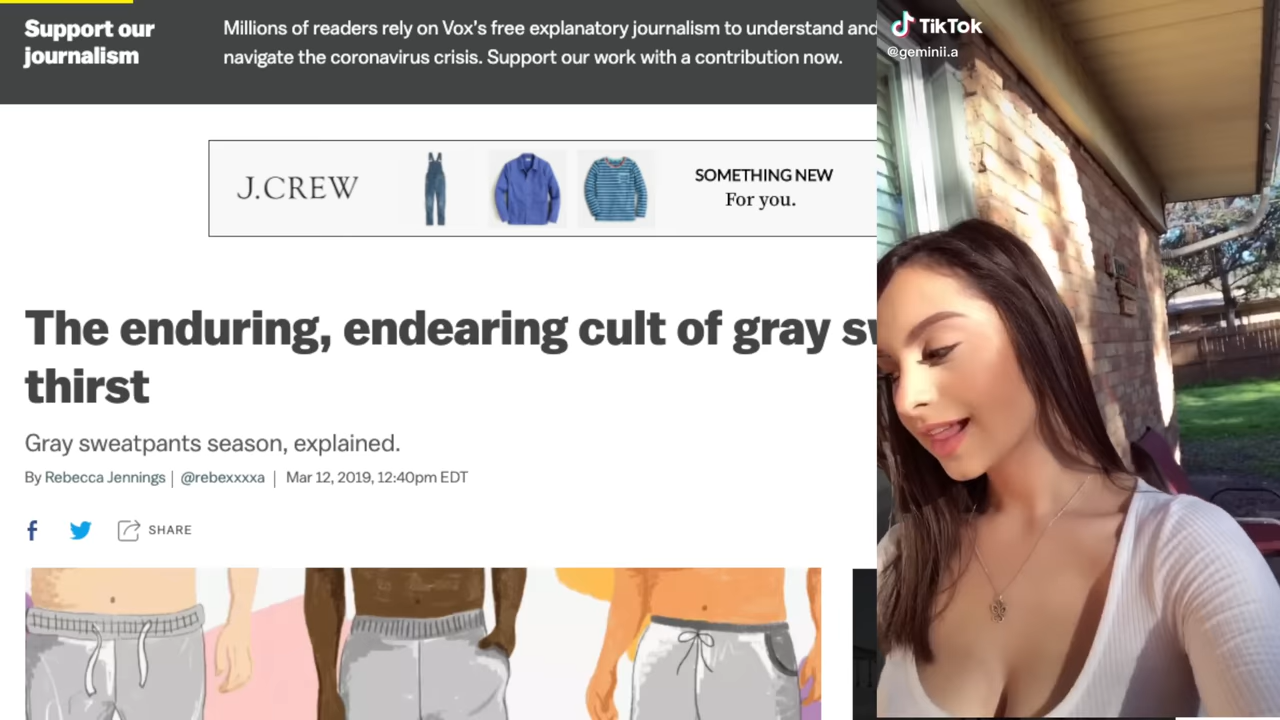 Support our
journalism
Millions of readers rely on Vox's free explanatory journalism to understand and
navigate the coronavirus crisis. Support our work with a contribution now.
TikTok
@geminii.a
J.CREW
SOMETHING NEW
For you.
The enduring, endearing cult of gray
thirst
Gray sweatpants season, explained.
By Rebecca Jennings | @rebexxxxa | Mar 12, 2019, 12:40pm EDT
SHARE